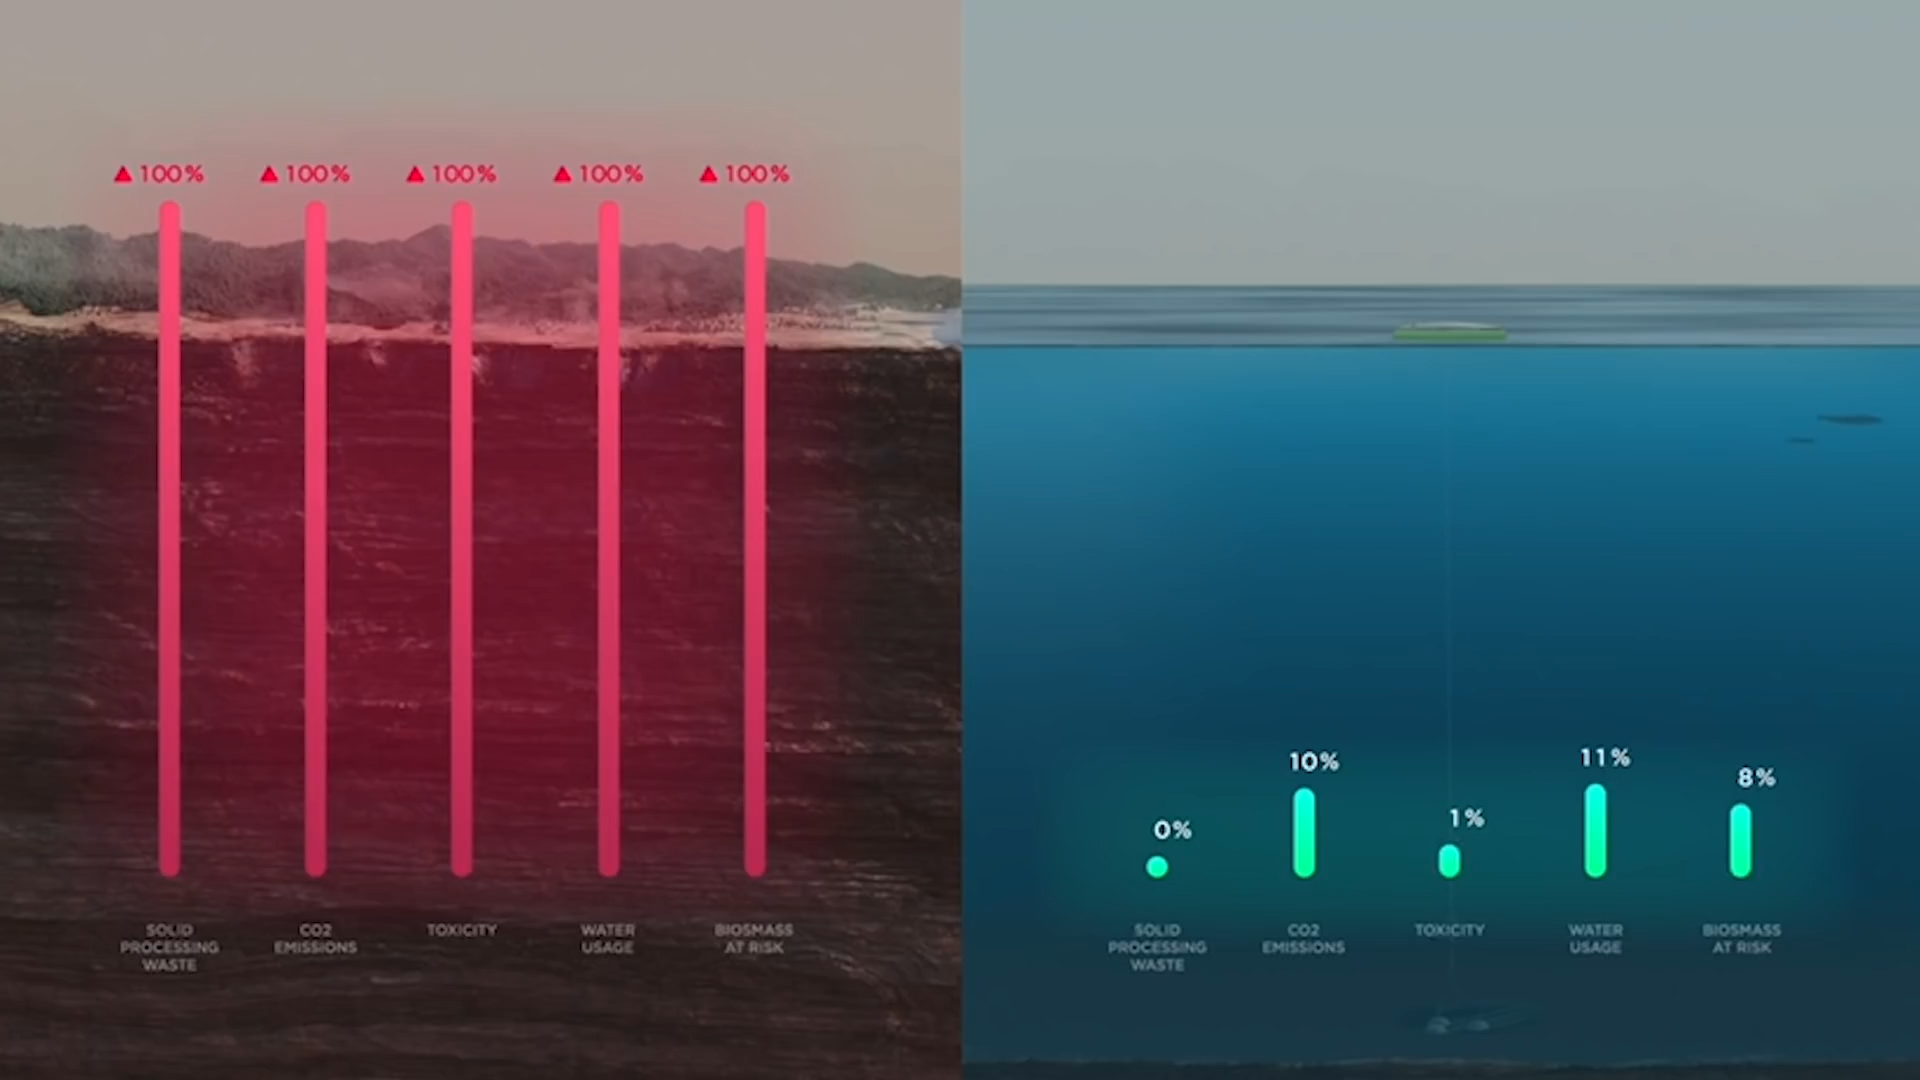 ▲ 100% ▲ 100% ▲ 100% ▲ 100% ▲ 100%
SOLID
PROCESSING
WASTE
CO2
EMISSIONS
TOXICITY
WATER
USAGE
BIOSMASS
AT RISK
0%
10%
1%
11%
8%
SOLID
PROCESSING
WASTE
CO2
EMISSIONS
TOXICITY
WATER
USAGE
BIOSMASS
AT RISK